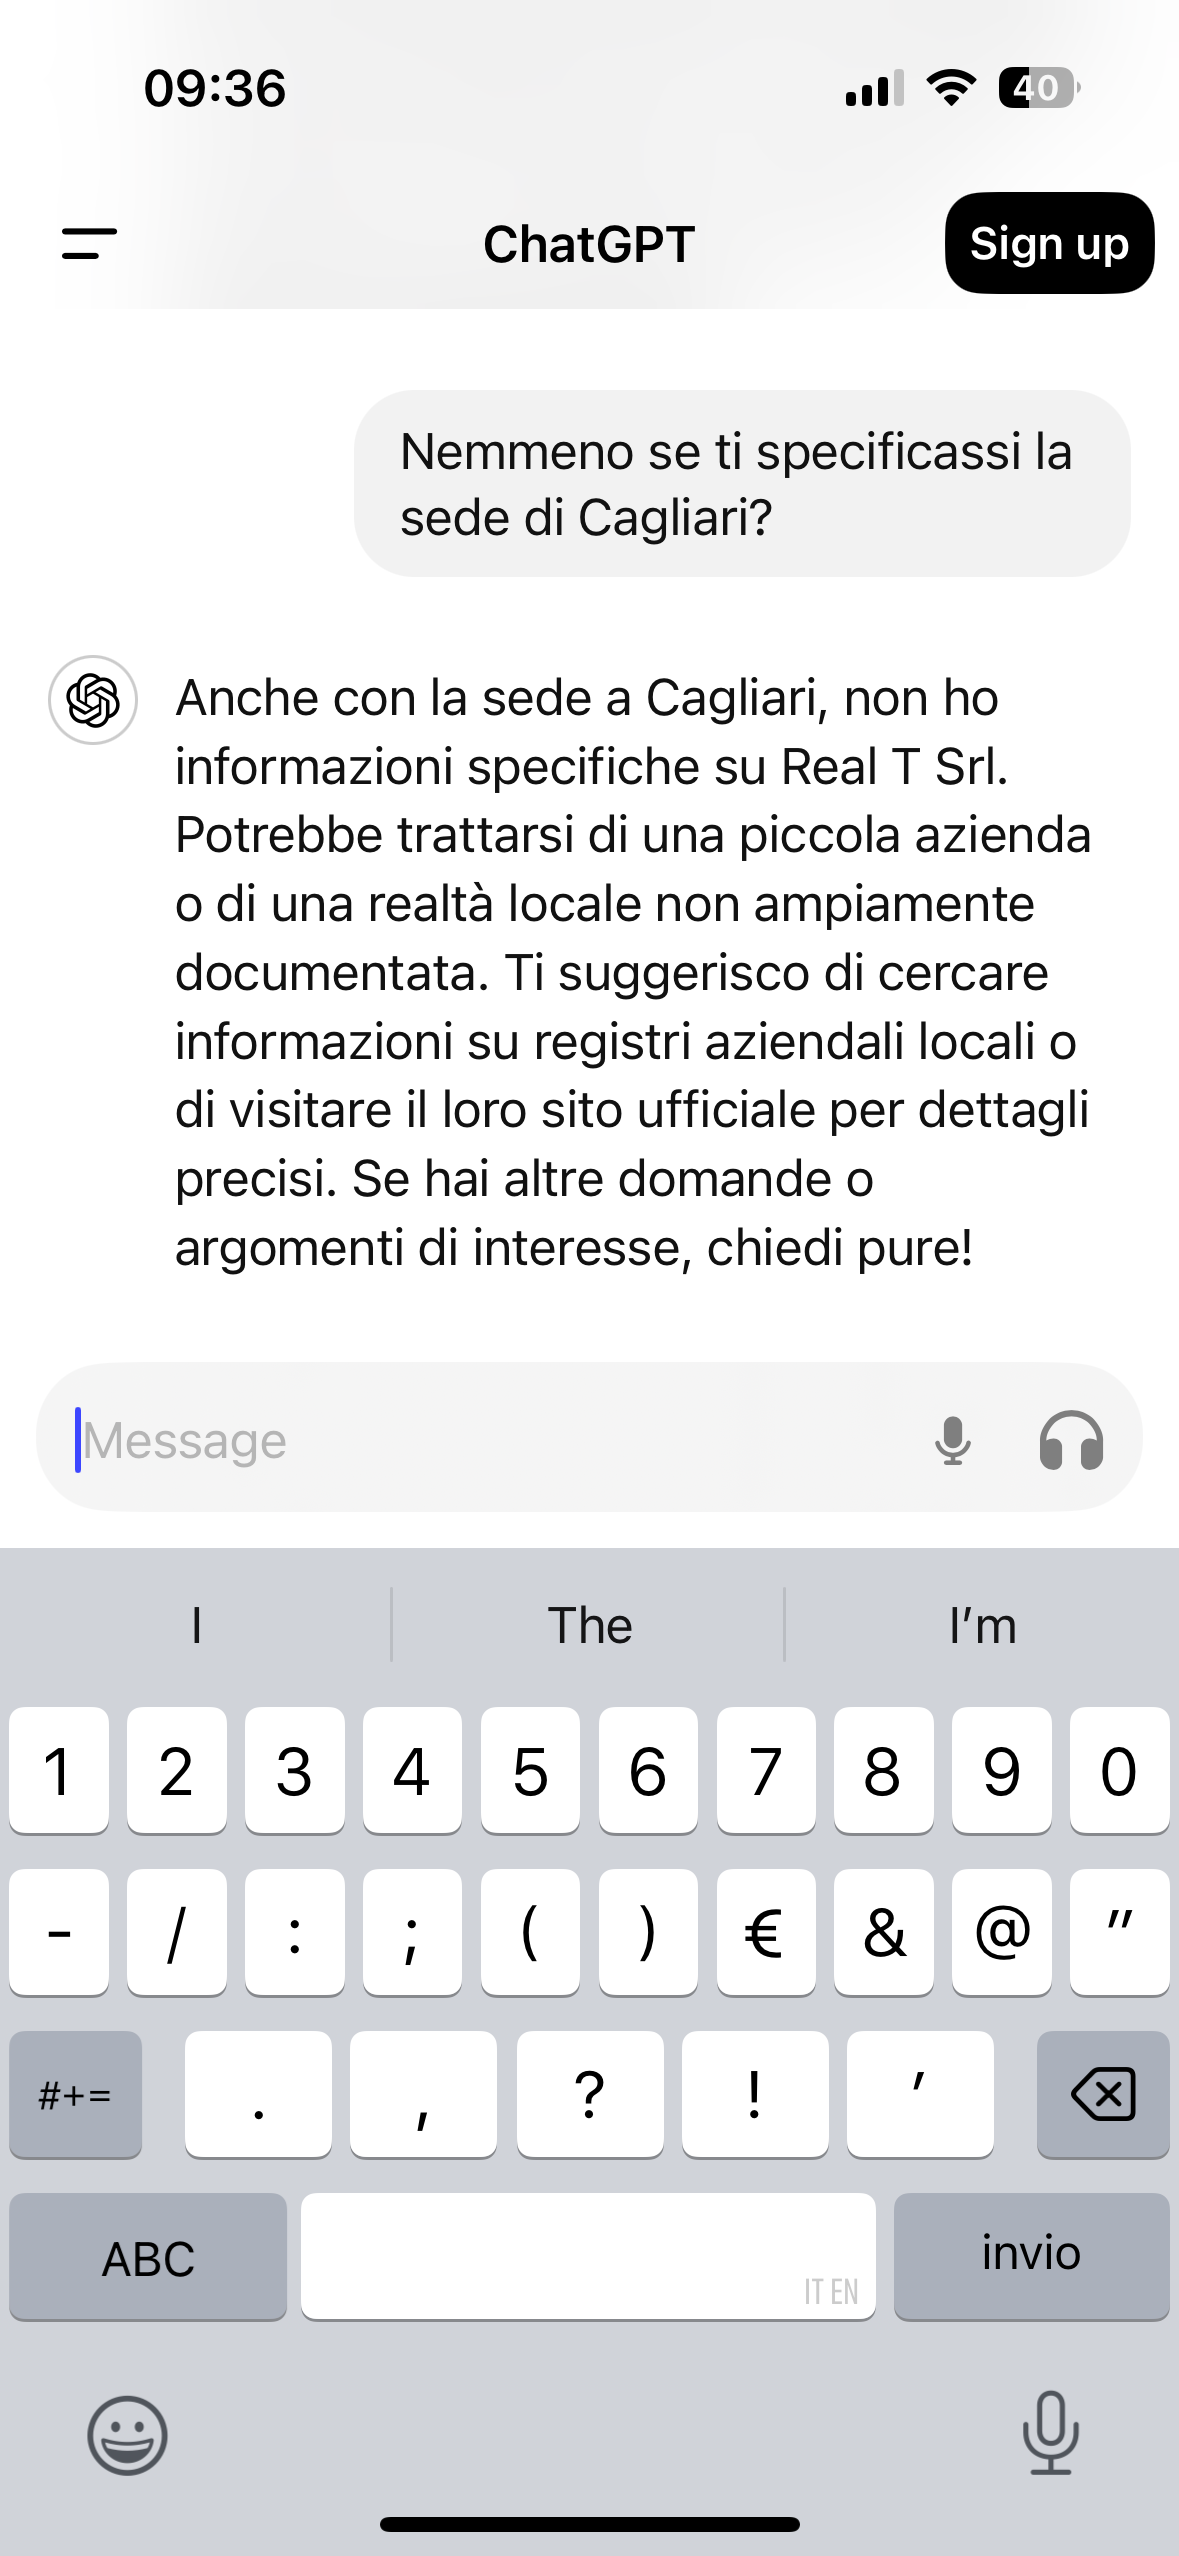 09:36
40
ChatGPT
Sign up
Nemmeno se ti specificassi la
sede di Cagliari?
Anche con la sede a Cagliari, non ho
informazioni specifiche su Real T Srl.
Potrebbe trattarsi di una piccola azienda
o di una realtà locale non ampiamente
documentata. Ti suggerisco di cercare
informazioni su registri aziendali locali o
di visitare il loro sito ufficiale per dettagli
precisi. Se hai altre domande o
argomenti di interesse, chiedi pure!
Message
I The I’m
1 2 3 4 5 6 7 8 9 0
- / : ; ( ) € & @ "
#+= . , ? ! ’
ABC IT EN invio